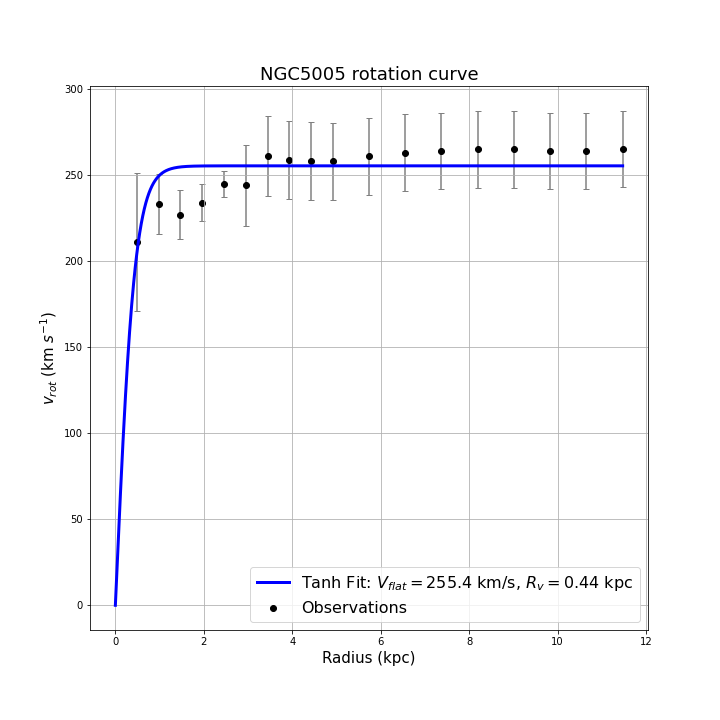 NGC5005 rotation curve
300
250
200
150
100
50
0
v_rot (km s⁻¹)
Tanh Fit: V_flat = 255.4 km/s, R_v = 0.44 kpc
Observations
0 2 4 6 8 10 12
Radius (kpc)